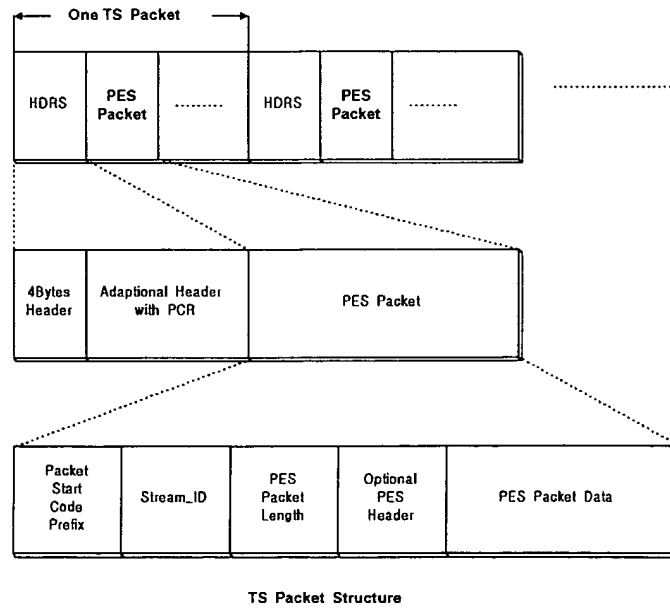 One TS Packet
HDRS
PES
Packet
.........
HDRS
PES
Packet
.........
4Bytes
Header
Adaptional Header
with PCR
PES Packet
Packet
Start
Code
Prefix
Stream_ID
PES
Packet
Length
Optional
PES
Header
PES Packet Data
TS Packet Structure